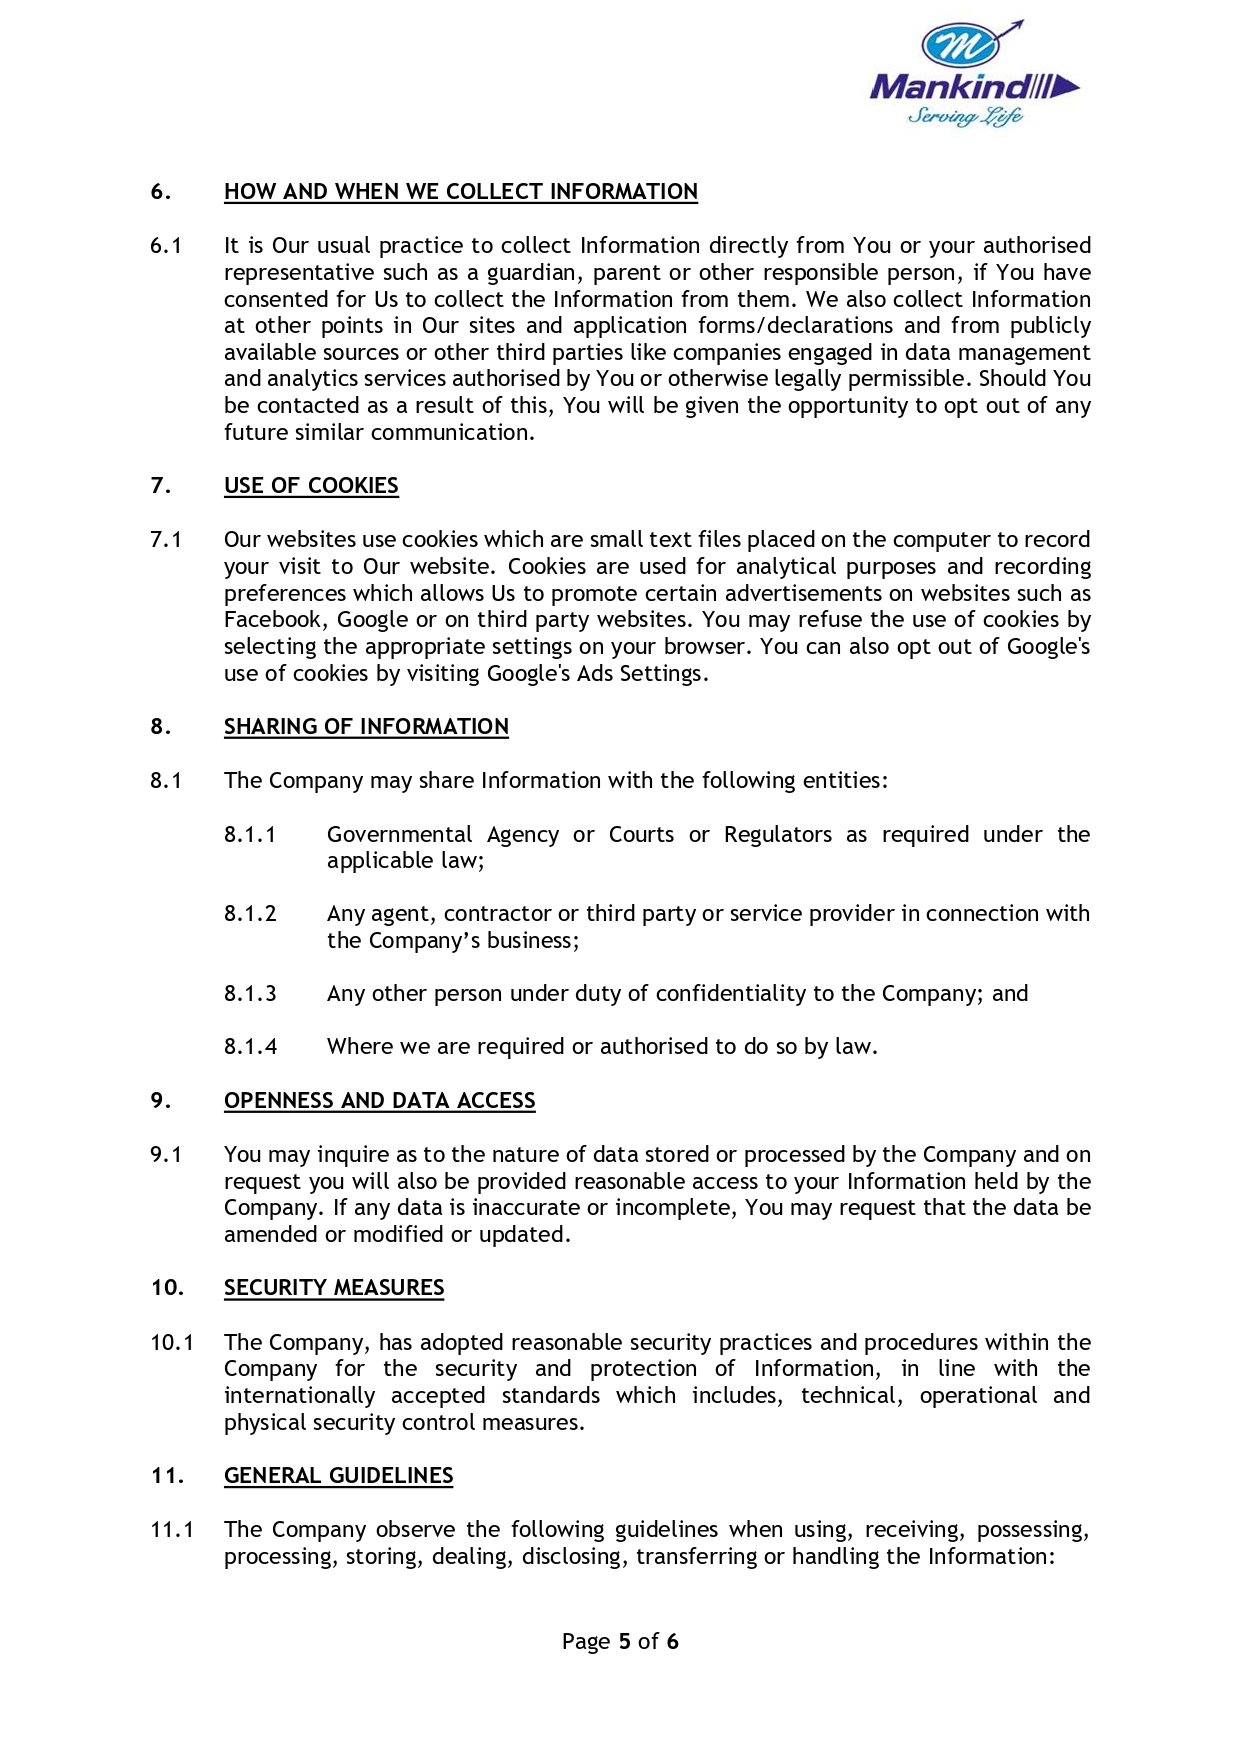 m
Mankind
Serving Life
6. HOW AND WHEN WE COLLECT INFORMATION
6.1 It is Our usual practice to collect Information directly from You or your authorised
representative such as a guardian, parent or other responsible person, if You have
consented for Us to collect the Information from them. We also collect Information
at other points in Our sites and application forms/declarations and from publicly
available sources or other third parties like companies engaged in data management
and analytics services authorised by You or otherwise legally permissible. Should You
be contacted as a result of this, You will be given the opportunity to opt out of any
future similar communication.
7. USE OF COOKIES
7.1 Our websites use cookies which are small text files placed on the computer to record
your visit to Our website. Cookies are used for analytical purposes and recording
preferences which allows Us to promote certain advertisements on websites such as
Facebook, Google or on third party websites. You may refuse the use of cookies by
selecting the appropriate settings on your browser. You can also opt out of Google's
use of cookies by visiting Google's Ads Settings.
8. SHARING OF INFORMATION
8.1 The Company may share Information with the following entities:
8.1.1 Governmental Agency or Courts or Regulators as required under the
applicable law;
8.1.2 Any agent, contractor or third party or service provider in connection with
the Company’s business;
8.1.3 Any other person under duty of confidentiality to the Company; and
8.1.4 Where we are required or authorised to do so by law.
9. OPENNESS AND DATA ACCESS
9.1 You may inquire as to the nature of data stored or processed by the Company and on
request you will also be provided reasonable access to your Information held by the
Company. If any data is inaccurate or incomplete, You may request that the data be
amended or modified or updated.
10. SECURITY MEASURES
10.1 The Company, has adopted reasonable security practices and procedures within the
Company for the security and protection of Information, in line with the
internationally accepted standards which includes, technical, operational and
physical security control measures.
11. GENERAL GUIDELINES
11.1 The Company observe the following guidelines when using, receiving, possessing,
processing, storing, dealing, disclosing, transferring or handling the Information:
Page 5 of 6